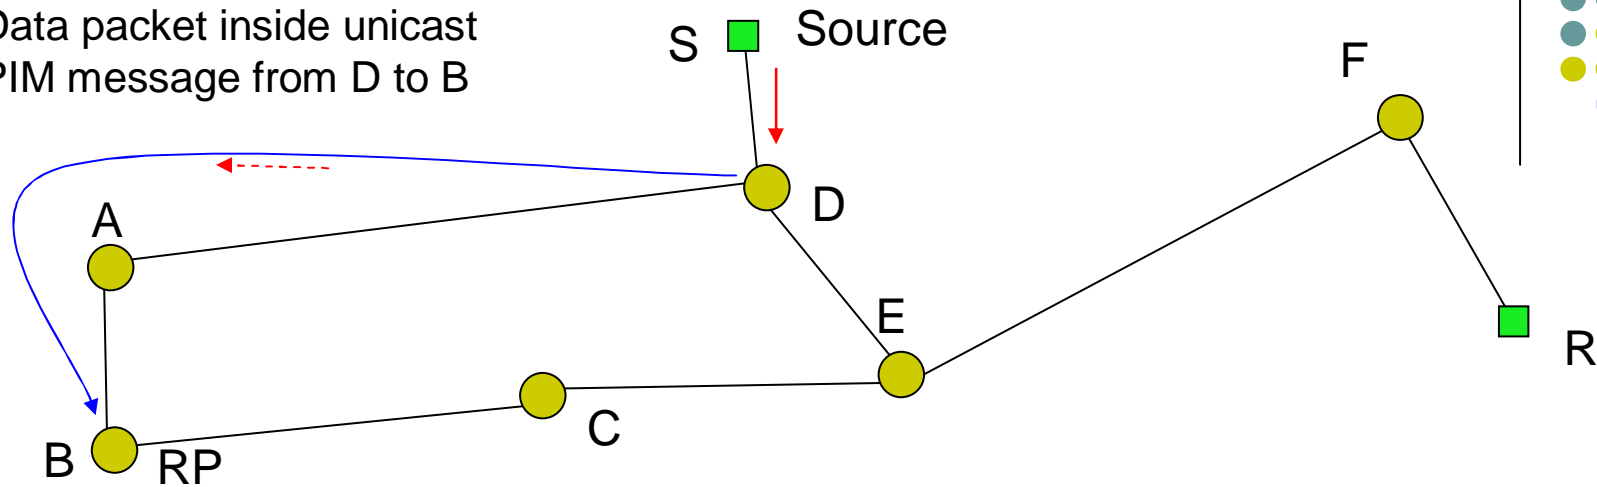 Data packet inside unicast
PIM message from D to B
S
Source
F
A
D
E
R
C
B
RP